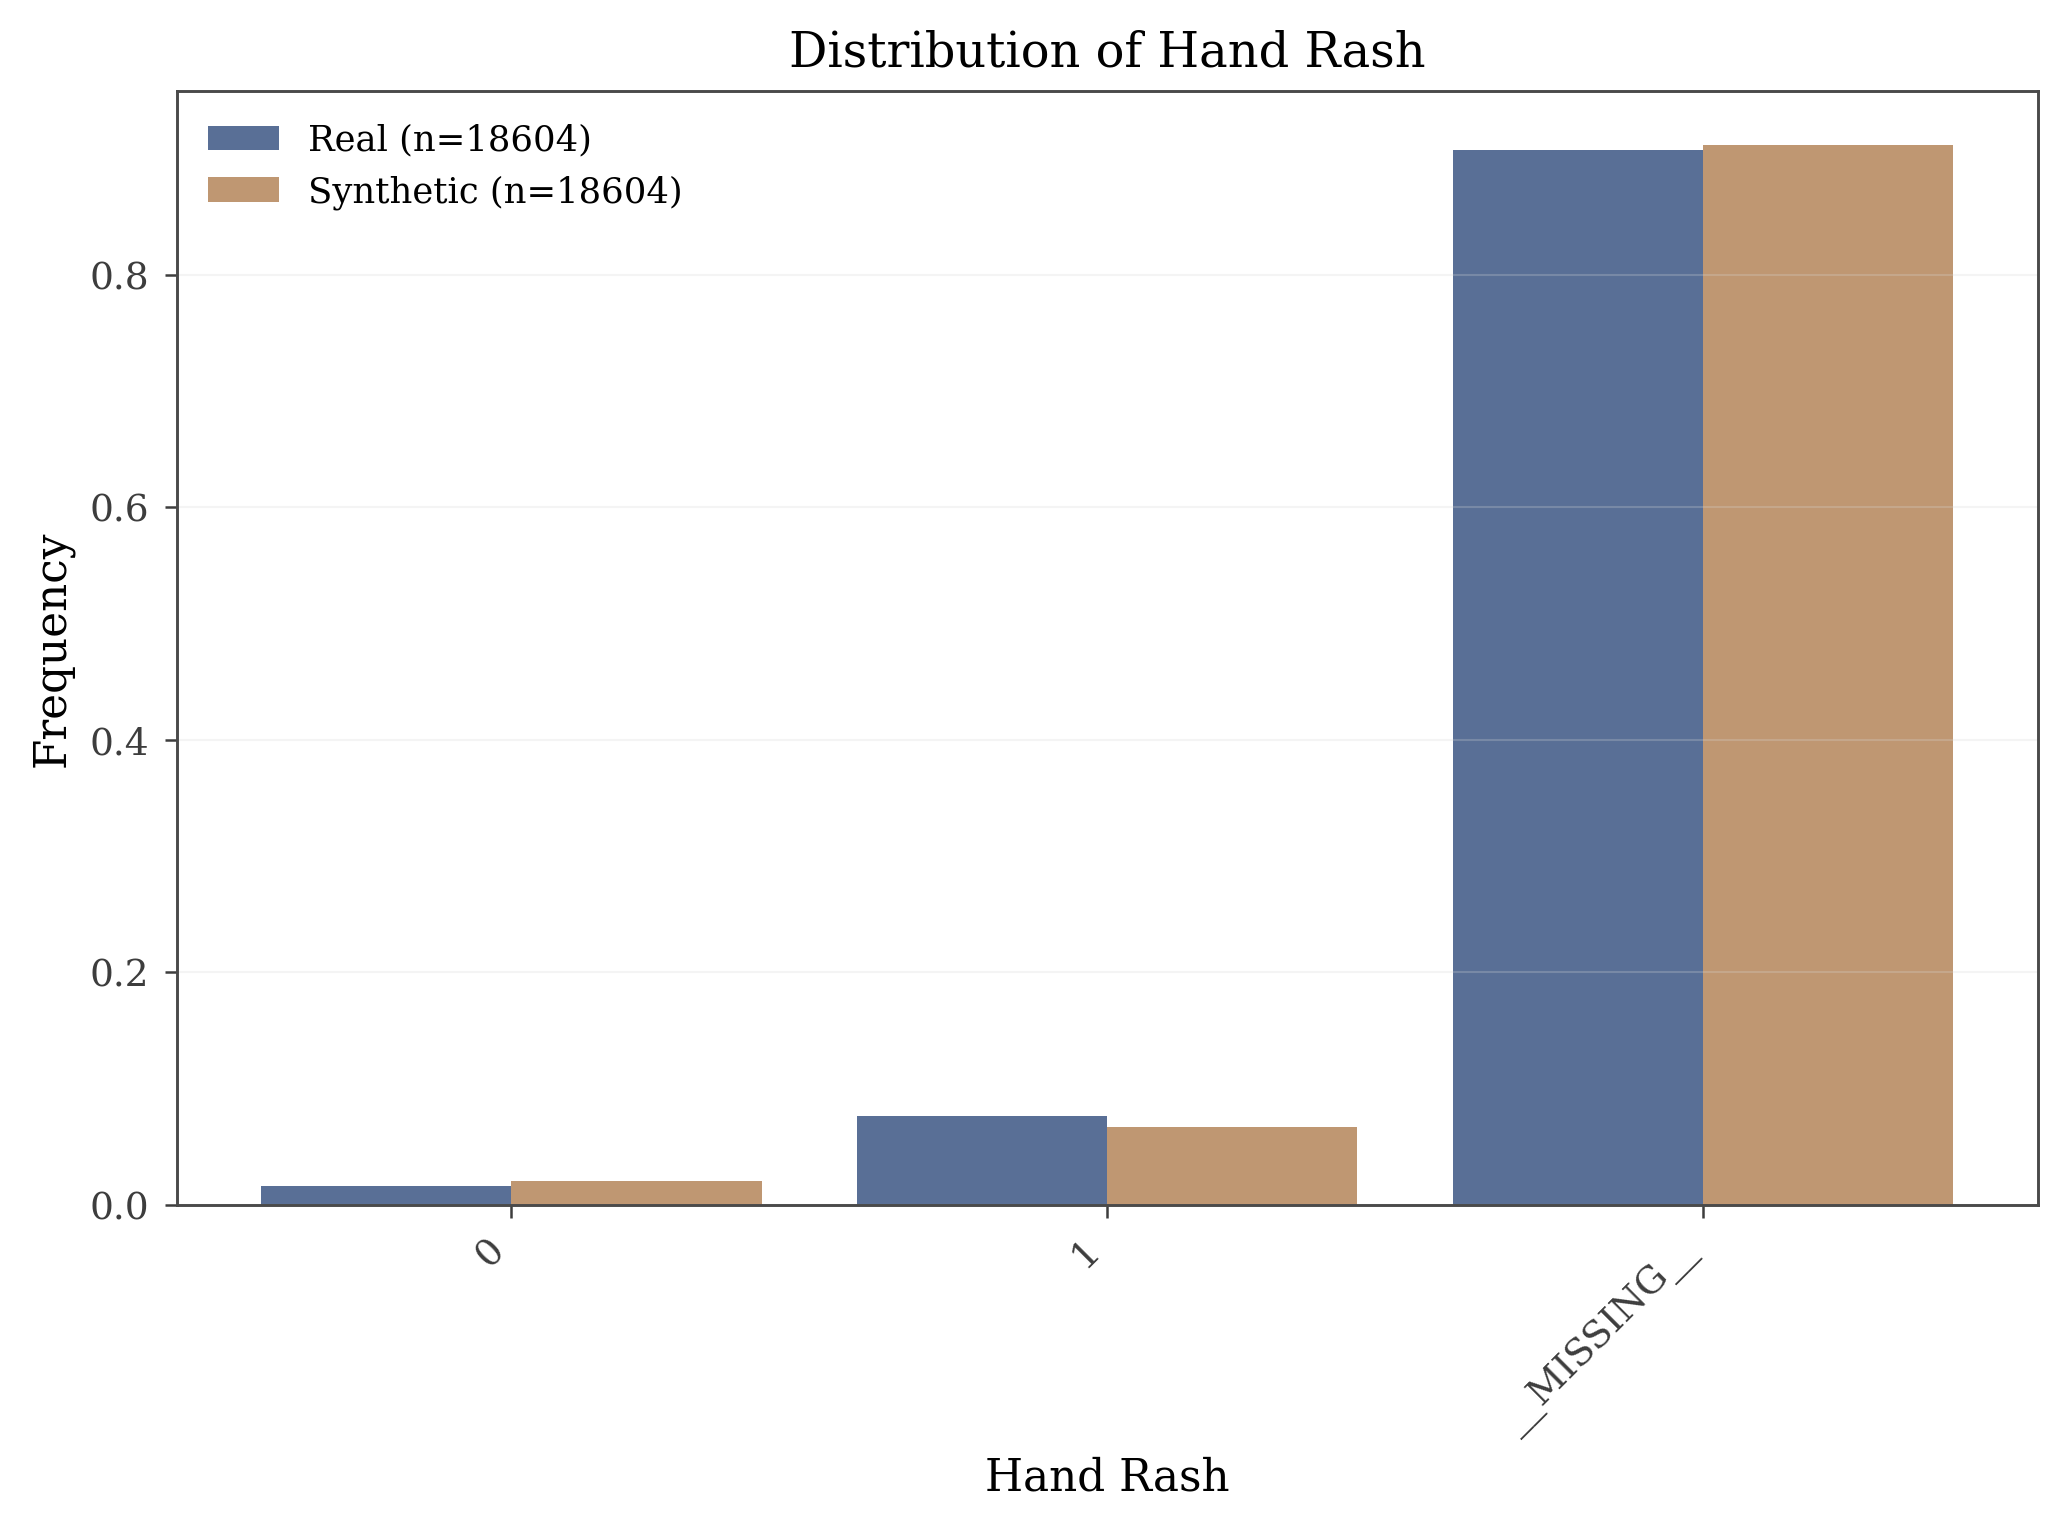 Distribution of Hand Rash
Real (n=18604)
Synthetic (n=18604)
Frequency
0.8
0.6
0.4
0.2
0.0
0
1
__MISSING__
Hand Rash